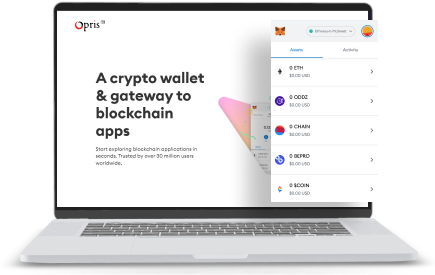 Opris
A crypto wallet
& gateway to
blockchain
apps
Start exploring blockchain applications in
seconds. Trusted by over 30 million users
worldwide.
Ethereum Mainnet
Assets
Activity
0 ETH
$0.00 USD
0 ODDZ
$0.00 USD
0 CHAIN
$0.00 USD
0 BEPRO
$0.00 USD
0 $COIN
$0.00 USD